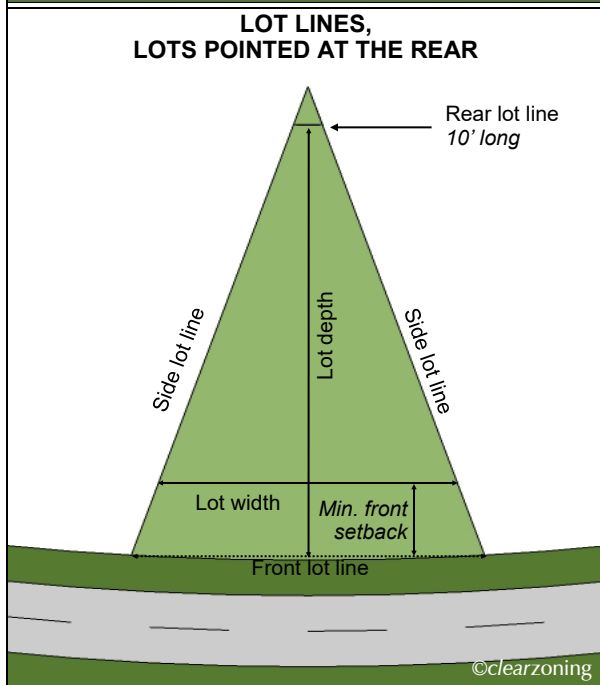 LOT LINES,
LOTS POINTED AT THE REAR
Rear lot line
10’ long
Side lot line
Lot depth
Side lot line
Lot width
Min. front
setback
Front lot line
©clearzoning